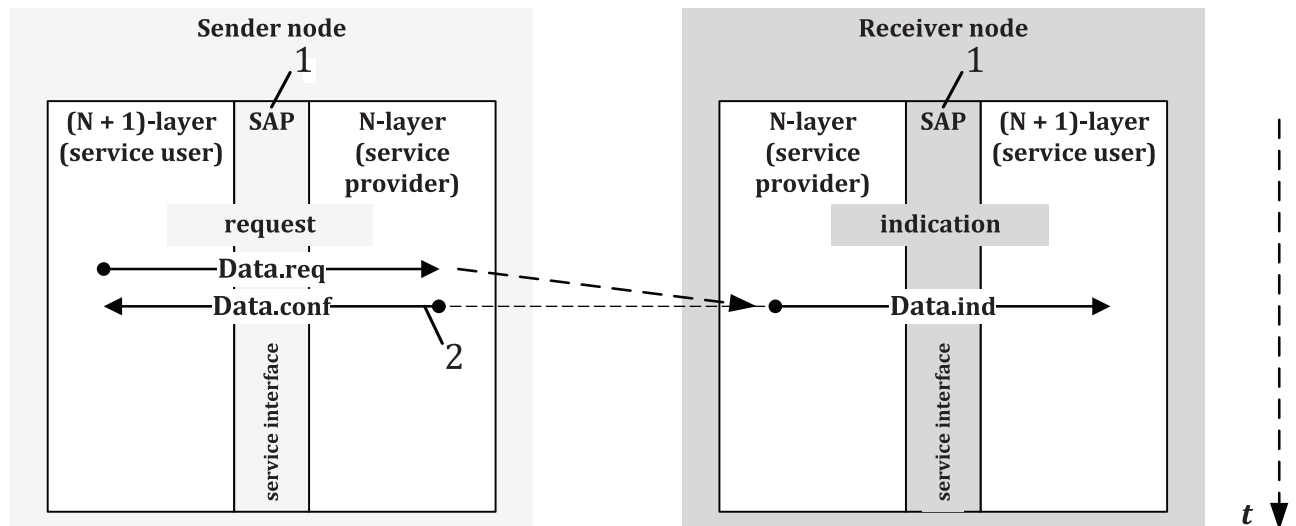 Sender node
1
(N + 1)-layer
(service user)
SAP
N-layer
(service
provider)
request
Data.req
Data.conf
2
service interface
Receiver node
1
N-layer
(service
provider)
SAP
(N + 1)-layer
(service user)
indication
Data.ind
service interface
t